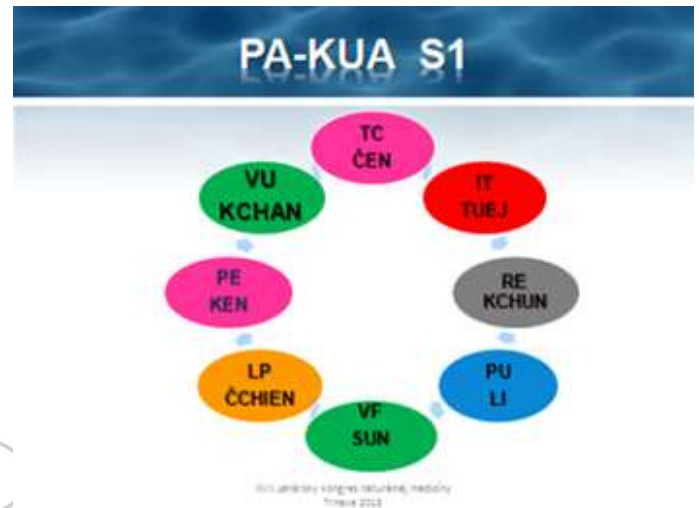 PA-KUA S1
TC
ČEN
IT
TUEJ
RE
KCHUN
PU
LI
VF
SUN
LP
ČCHIEN
PE
KEN
VU
KCHAN
kongres